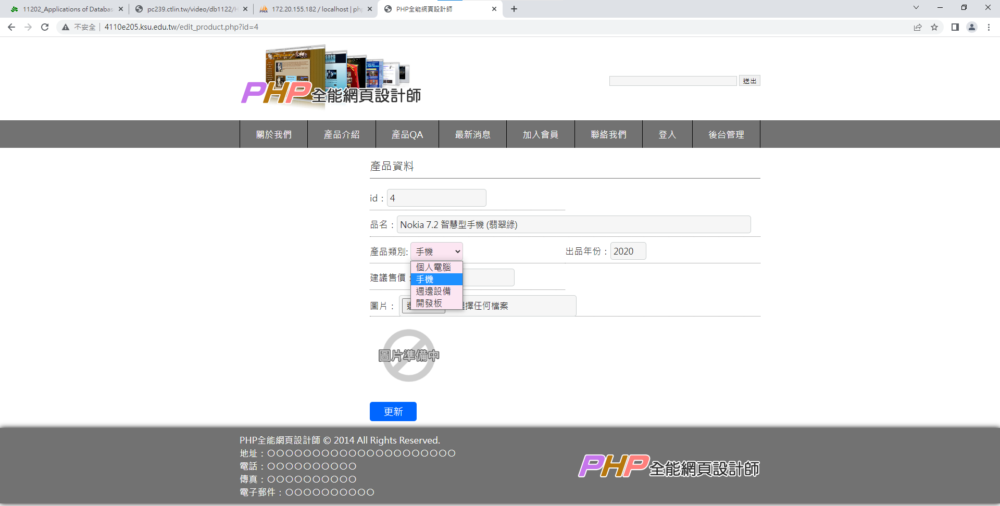 11202_Applications of Databas
pc239.ctlin.tw/video/db1122/H
172.20.155.182 / localhost | php
PHP全能網頁設計師
不安全
4110e205.ksu.edu.tw/edit_product.php?id=4
PHP全能網頁設計師
送出
關於我們
產品介紹
產品QA
最新消息
加入會員
聯絡我們
登入
後台管理
產品資料
id：4
品名：Nokia 7.2 智慧型手機 (翡翠綠)
產品類別: 手機
出品年份：2020
個人電腦
手機
週邊設備
開發板
建議售價：
圖片：
擇任何檔案
圖片準備中
更新
PHP全能網頁設計師 © 2014 All Rights Reserved.
地址：〇〇〇〇〇〇〇〇〇〇〇〇〇〇〇〇〇〇〇〇〇
電話：〇〇〇〇〇〇〇〇〇〇
傳真：〇〇〇〇〇〇〇〇〇〇
電子郵件：〇〇〇〇〇〇〇〇〇〇
PHP全能網頁設計師